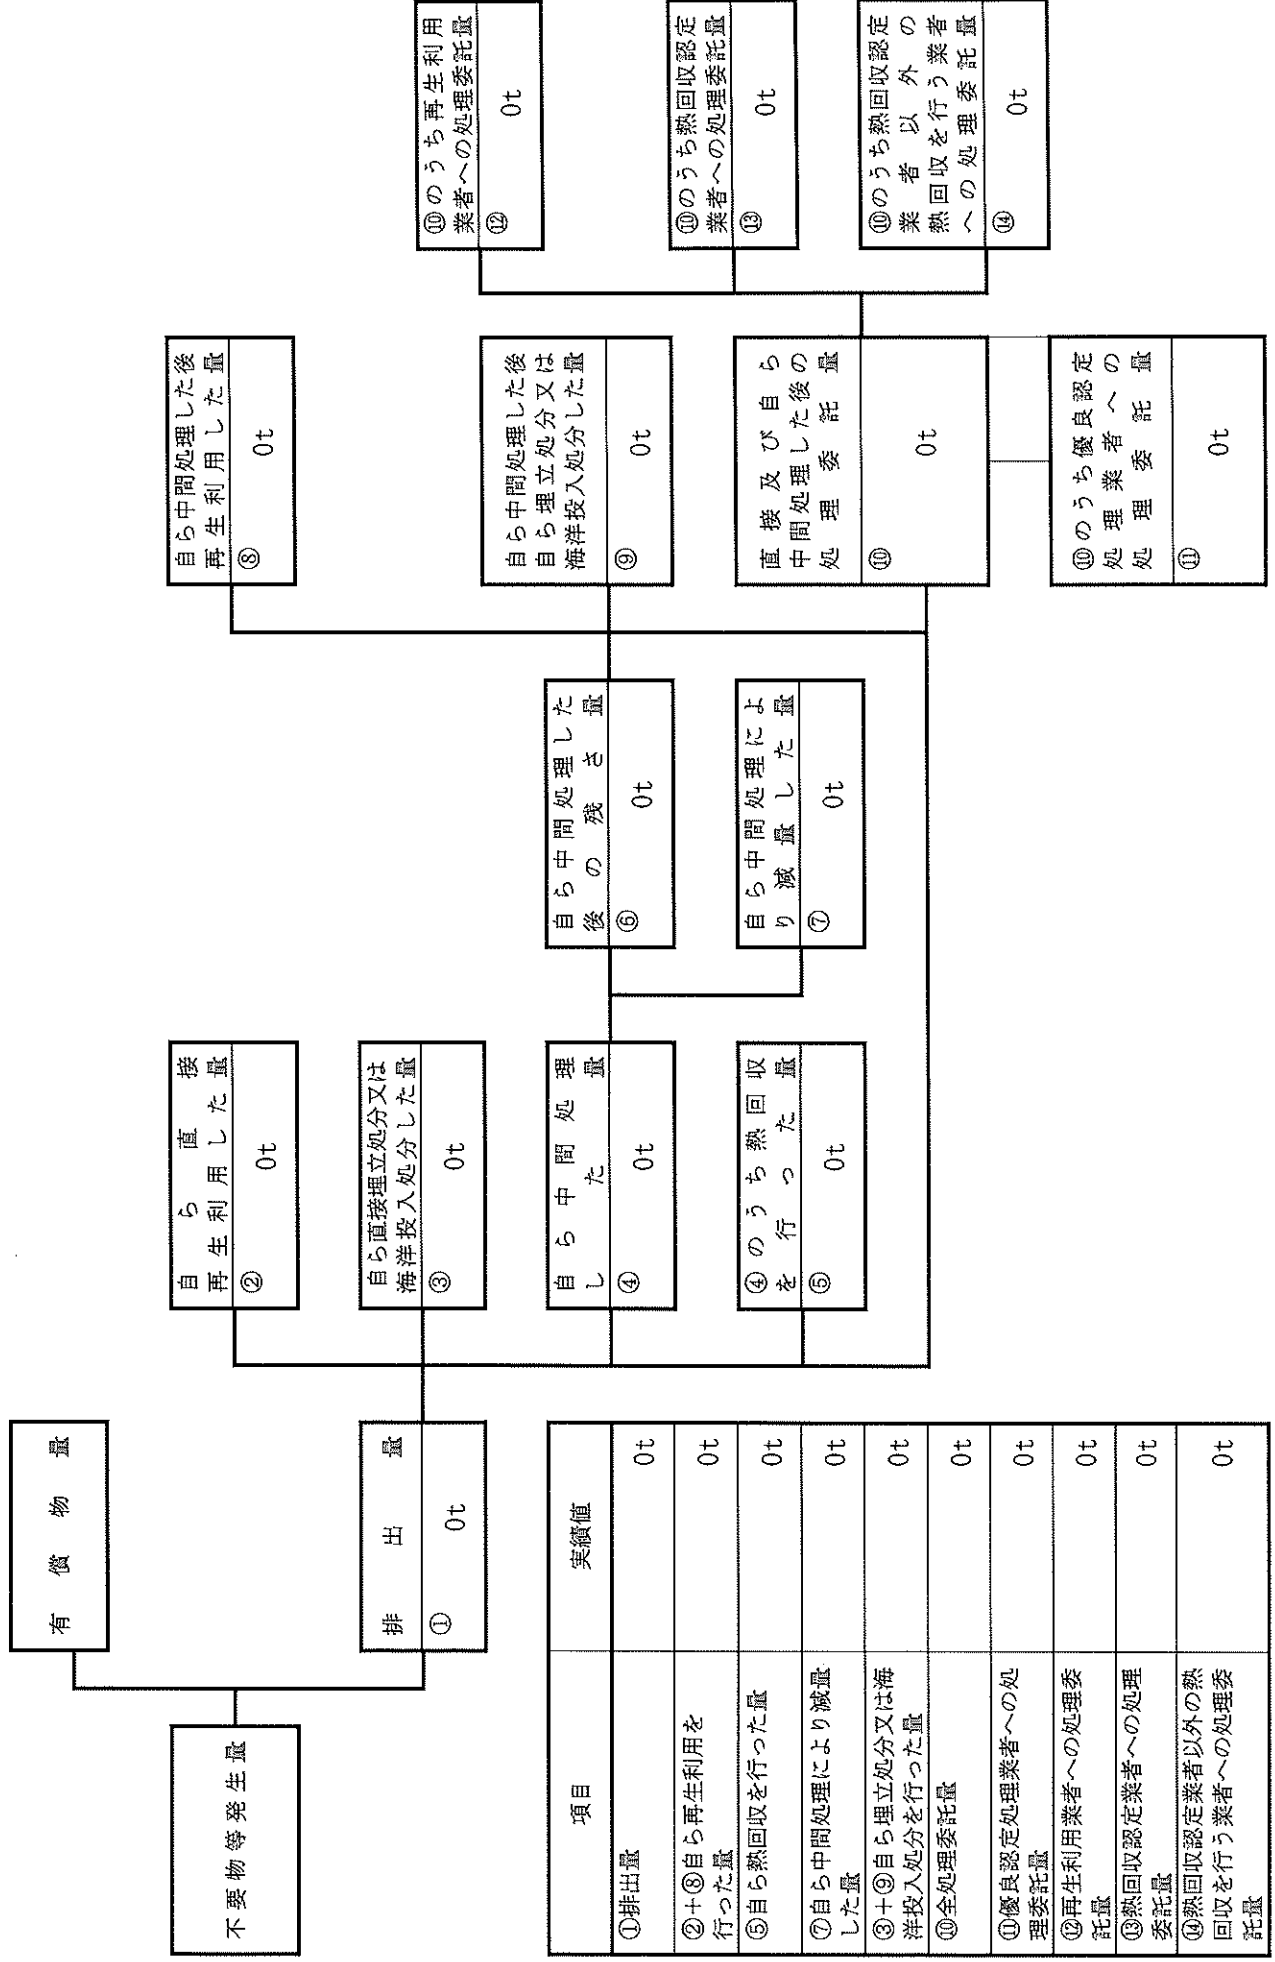 不要物等発生量
有償物量
排出量
①
0t
自ら直接
再生利用した量
②
0t
自ら直接埋立処分又は
海洋投入処分した量
③
0t
自ら中間処理
した量
④
0t
④のうち熱回収
を行った量
⑤
0t
自ら中間処理した
後の残さ量
⑥
0t
自ら中間処理によ
り減量した量
⑦
0t
自ら中間処理した後
再生利用した量
⑧
0t
自ら中間処理した後
自ら埋立処分又は
海洋投入処分した量
⑨
0t
直接及び自ら
中間処理した後の
処理委託量
⑩
0t
⑩のうち優良認定
処理業者への
処理委託量
⑪
0t
⑩のうち再生利用
業者への処理委託量
⑫
0t
⑩のうち熱回収認定
業者への処理委託量
⑬
0t
⑩のうち熱回収認定
業者以外の
熱回収を行う業者
への処理委託量
⑭
0t
項目 実績値
①排出量 0t
②+⑧自ら再生利用を
行った量 0t
⑤自ら熱回収を行った量 0t
⑦自ら中間処理により減量
した量 0t
③+⑨自ら埋立処分又は海
洋投入処分を行った量 0t
⑩全処理委託量 0t
⑪優良認定処理業者への処
理委託量 0t
⑫再生利用業者への処理委
託量 0t
⑬熱回収認定業者への処理
委託量 0t
⑭熱回収認定業者以外の熱
回収を行う業者への処理委
託量 0t